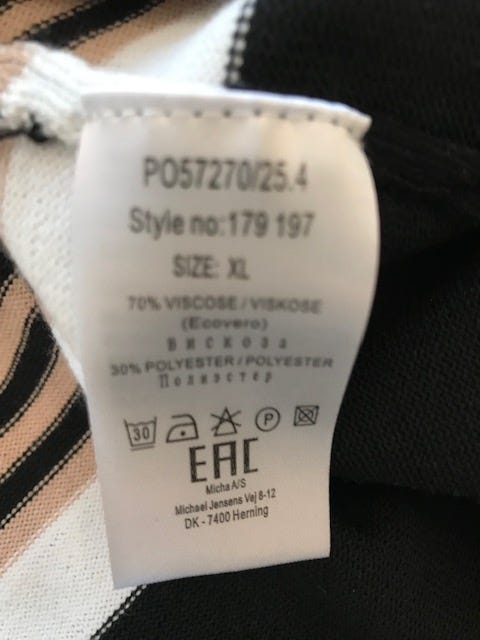 PO57270/25.4
Style no:179 197
SIZE: XL
70% VISCOSE / VISKOSE
(Ecovero)
Вискоза
30% POLYESTER / POLYESTER
Полиэстер
30 P
EAC
Micha A/S
Michael Jensens Vej 8-12
DK - 7400 Herning